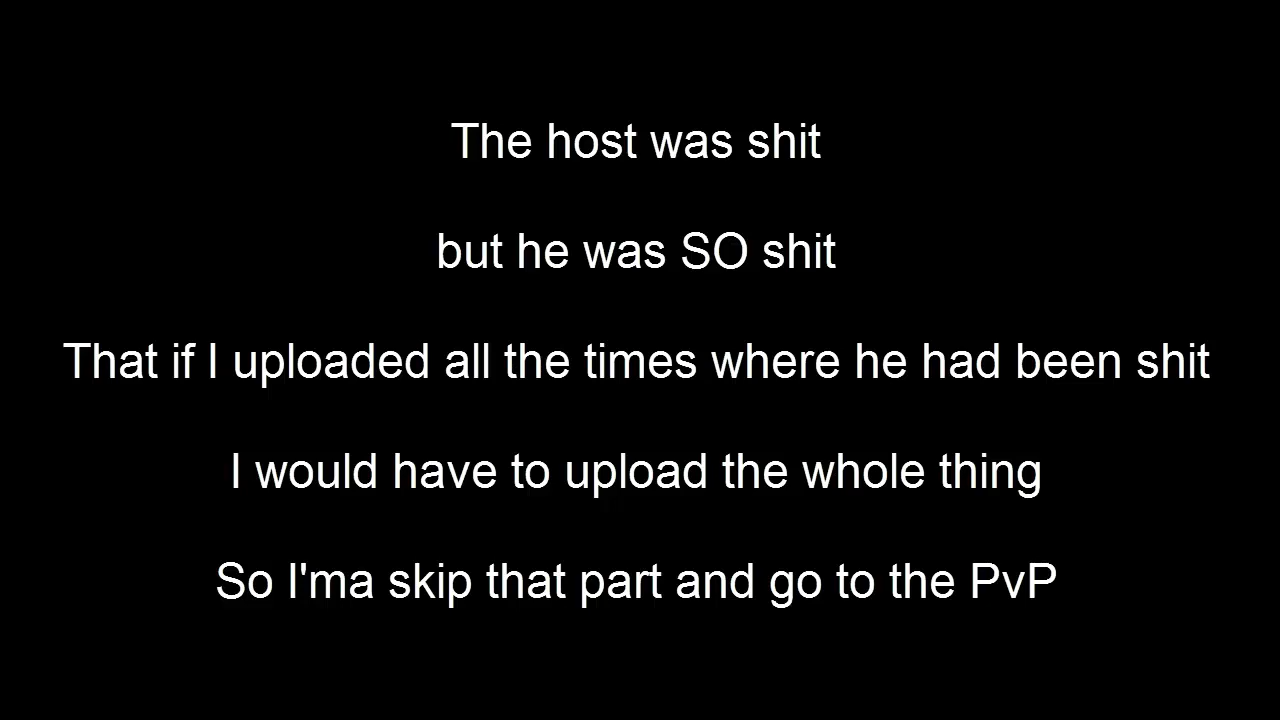 The host was shit
but he was SO shit
That if I uploaded all the times where he had been shit
I would have to upload the whole thing
So I'ma skip that part and go to the PvP